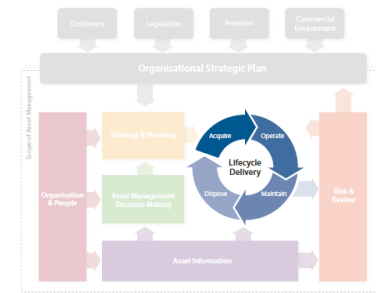 Customers
Legislation
Investors
Commercial
Environment
Organisational Strategic Plan
Scope of Asset Management
Strategy & Planning
Acquire
Operate
Lifecycle
Delivery
Dispose
Maintain
Organisation
& People
Asset Management
Decision-Making
Risk &
Review
Asset Information